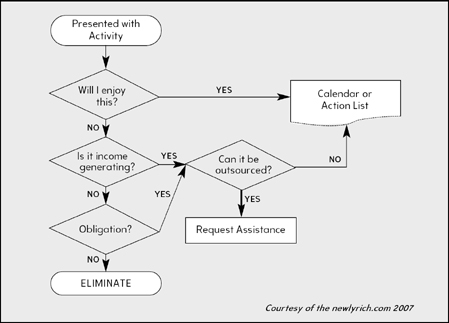 Presented with
Activity
Will I enjoy
this?
YES
Calendar or
Action List
NO
Is it income
generating?
YES
Can it be
outsourced?
NO
NO
YES
YES
Obligation?
Request Assistance
NO
ELIMINATE
Courtesy of the newlyrich.com 2007